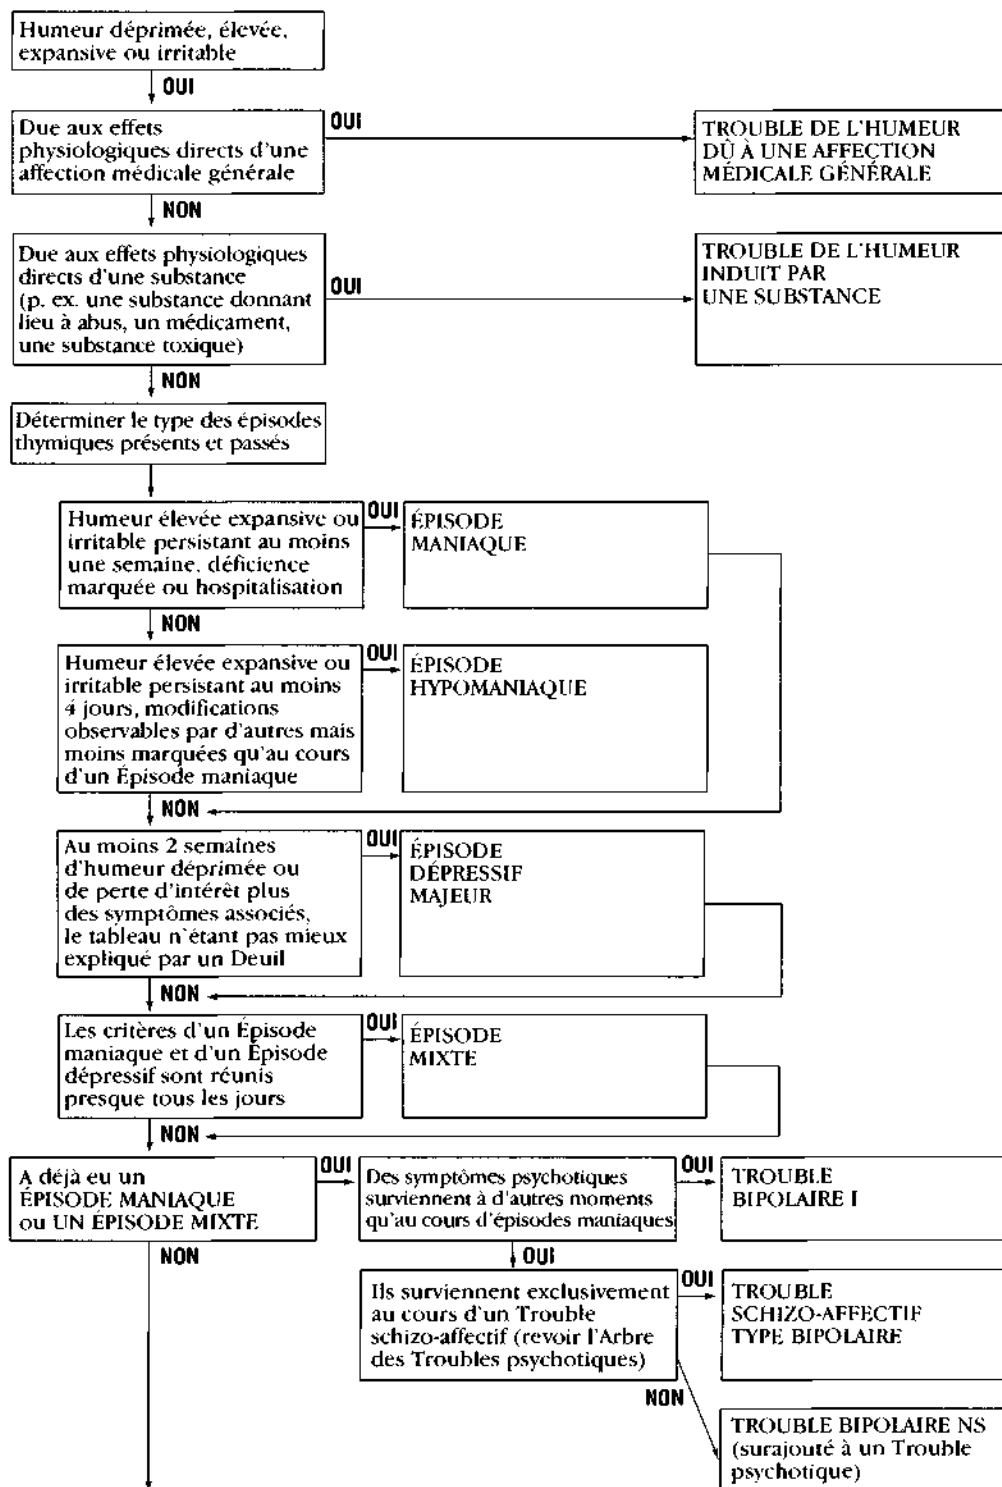 Humeur déprimée, élevée,
expansive ou irritable
OUI
Due aux effets
physiologiques directs d'une
affection médicale générale
OUI
TROUBLE DE L'HUMEUR
DÛ À UNE AFFECTION
MÉDICALE GÉNÉRALE
NON
Due aux effets physiologiques
directs d'une substance
(p. ex. une substance donnant
lieu à abus, un médicament,
une substance toxique)
OUI
TROUBLE DE L'HUMEUR
INDUIT PAR
UNE SUBSTANCE
NON
Déterminer le type des épisodes
thymiques présents et passés
Humeur élevée expansive ou
irritable persistant au moins
une semaine, déficience
marquée ou hospitalisation
OUI
ÉPISODE
MANIAQUE
NON
Humeur élevée expansive ou
irritable persistant au moins
4 jours, modifications
observables par d'autres mais
moins marquées qu'au cours
d'un Épisode maniaque
OUI
ÉPISODE
HYPOMANIAQUE
NON
Au moins 2 semaines
d'humeur déprimée ou
de perte d'intérêt plus
des symptômes associés,
le tableau n'étant pas mieux
expliqué par un Deuil
OUI
ÉPISODE
DÉPRESSIF
MAJEUR
NON
Les critères d'un Épisode
maniaque et d'un Épisode
dépressif sont réunis
presque tous les jours
OUI
ÉPISODE
MIXTE
NON
A déjà eu un
ÉPISODE MANIAQUE
ou UN ÉPISODE MIXTE
OUI
Des symptômes psychotiques
surviennent à d'autres moments
qu'au cours d'épisodes maniaques
OUI
TROUBLE
BIPOLAIRE I
NON
OUI
Ils surviennent exclusivement
au cours d'un Trouble
schizo-affectif (revoir l'Arbre
des Troubles psychotiques)
OUI
TROUBLE
SCHIZO-AFFECTIF
TYPE BIPOLAIRE
NON
TROUBLE BIPOLAIRE NS
(surajouté à un Trouble
psychotique)